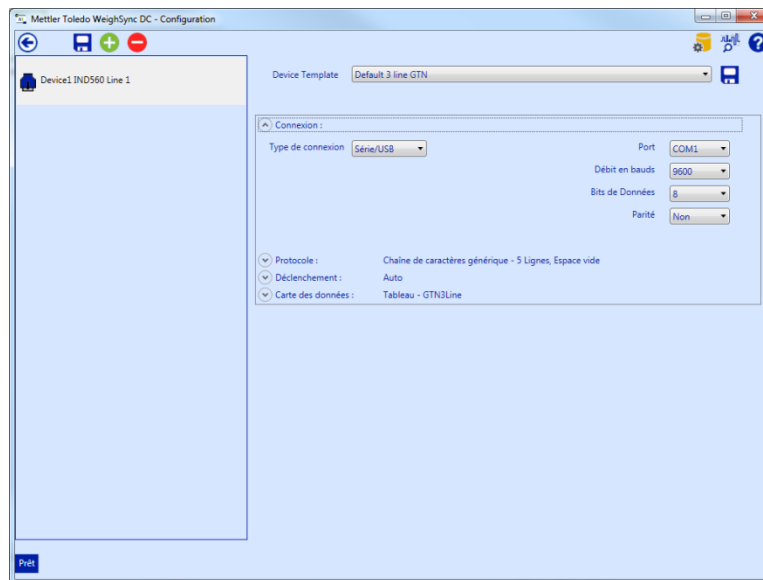 Mettler Toledo WeighSync DC - Configuration
Device1 IND560 Line 1
Device Template Default 3 line GTN
Connexion :
Type de connexion Série/USB Port COM1
Débit en bauds 9600
Bits de Données 8
Parité Non
Protocole : Chaîne de caractères générique - 5 Lignes, Espace vide
Déclenchement : Auto
Carte des données : Tableau - GTN3Line
Prêt